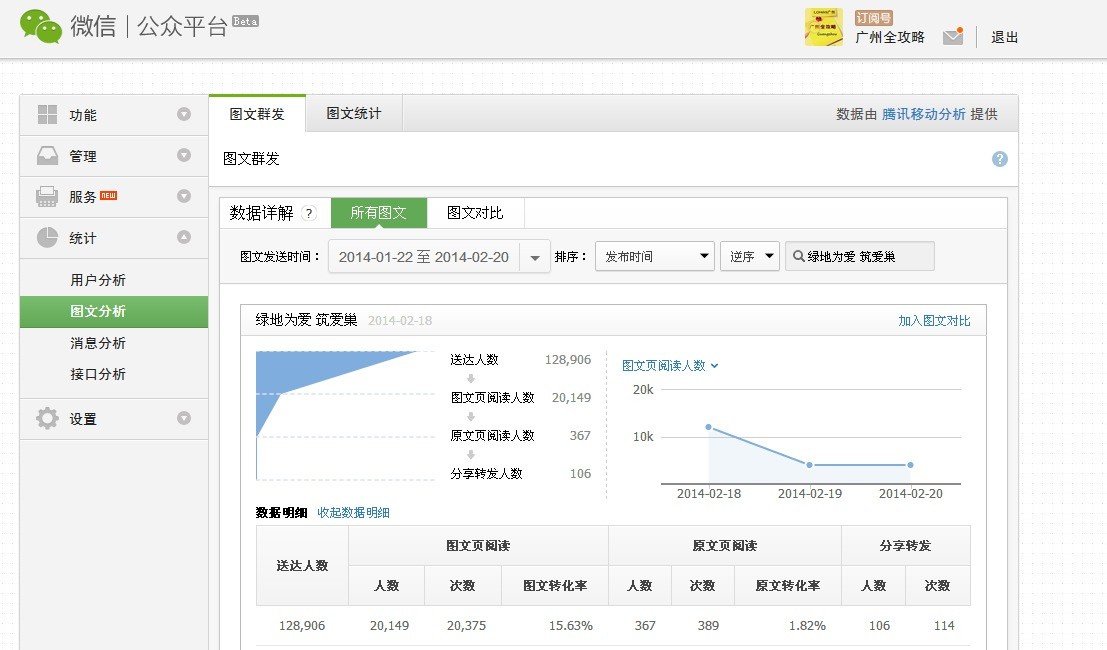 微信 | 公众平台 Beta
订阅号
广州全攻略
退出
功能
管理
服务 NEW
统计
用户分析
图文分析
消息分析
接口分析
设置
图文群发 图文统计 数据由 腾讯移动分析 提供
图文群发 ?
数据详解 ? 所有图文 图文对比
图文发送时间： 2014-01-22 至 2014-02-20 排序： 发布时间 逆序 绿地为爱 筑爱巢
绿地为爱 筑爱巢 2014-02-18 加入图文对比
送达人数 128,906
图文页阅读人数 20,149
原文页阅读人数 367
分享转发人数 106
图文页阅读人数
20k
10k
2014-02-18 2014-02-19 2014-02-20
数据明细 收起数据明细
送达人数 图文页阅读 原文页阅读 分享转发
人数 次数 图文转化率 人数 次数 原文转化率 人数 次数
128,906 20,149 20,375 15.63% 367 389 1.82% 106 114